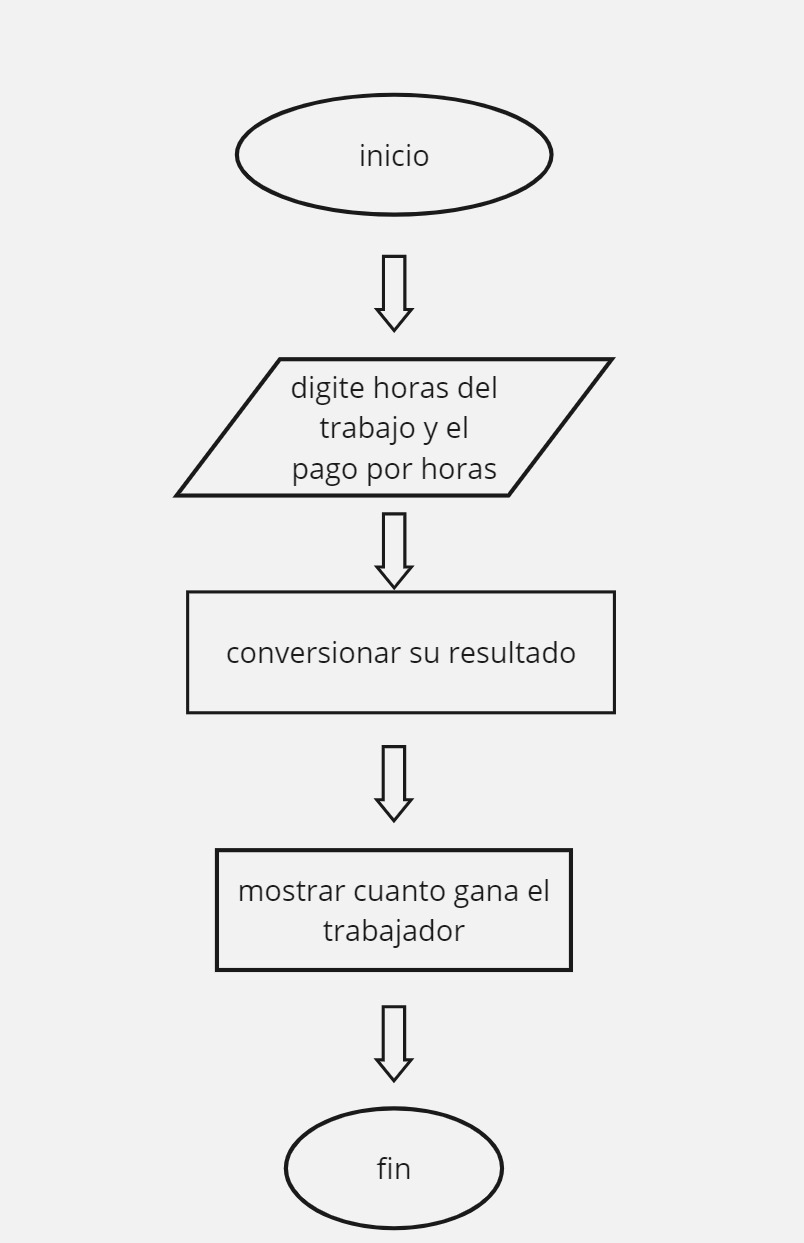 inicio
digite horas del
trabajo y el
pago por horas
conversionar su resultado
mostrar cuanto gana el
trabajador
fin